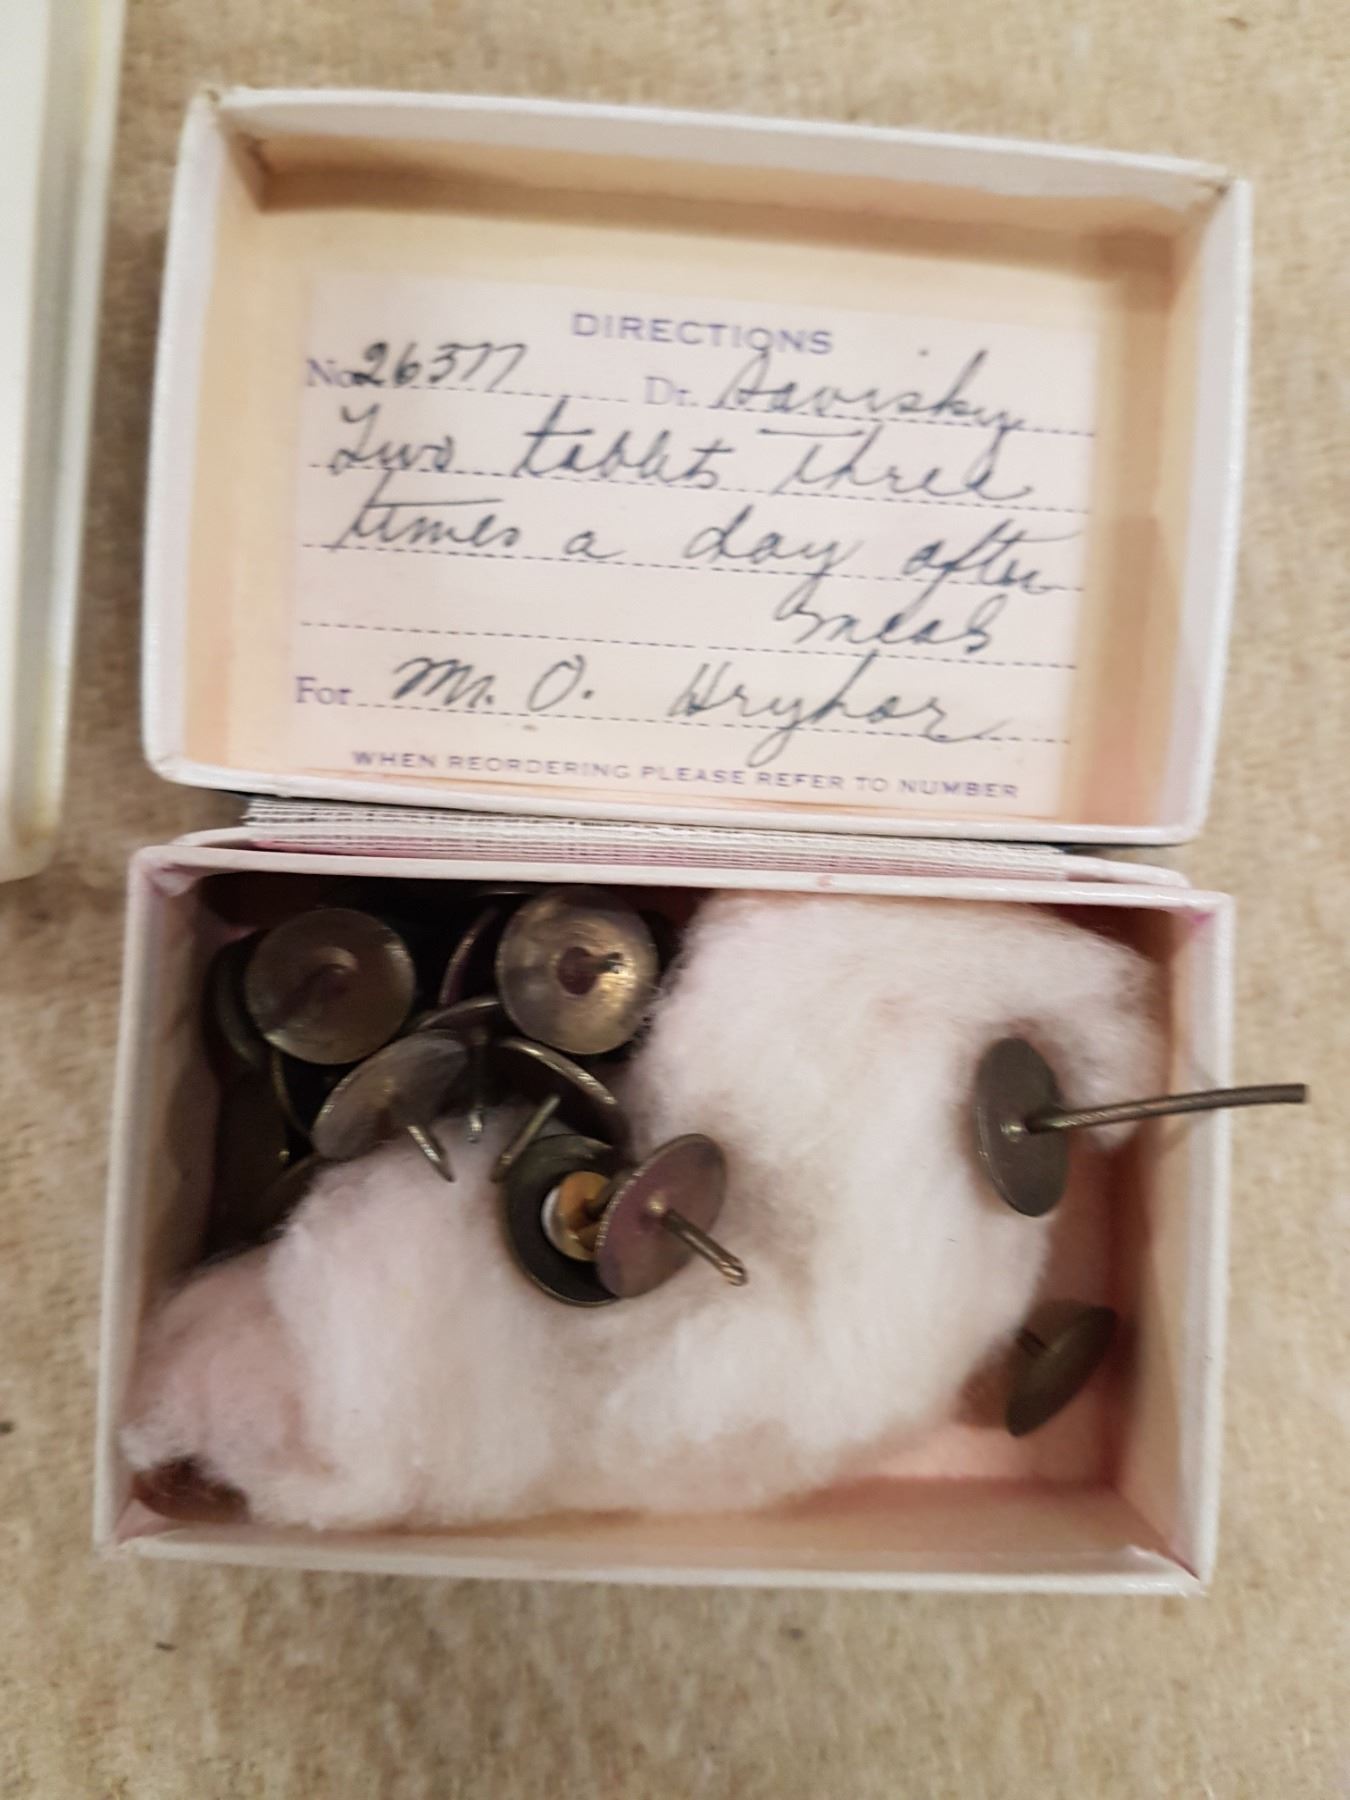 DIRECTIONS
No 26377 Dr. Savisky
Two tablets three
times a day after
meals
For M. O. Hryhor
WHEN REORDERING PLEASE REFER TO NUMBER